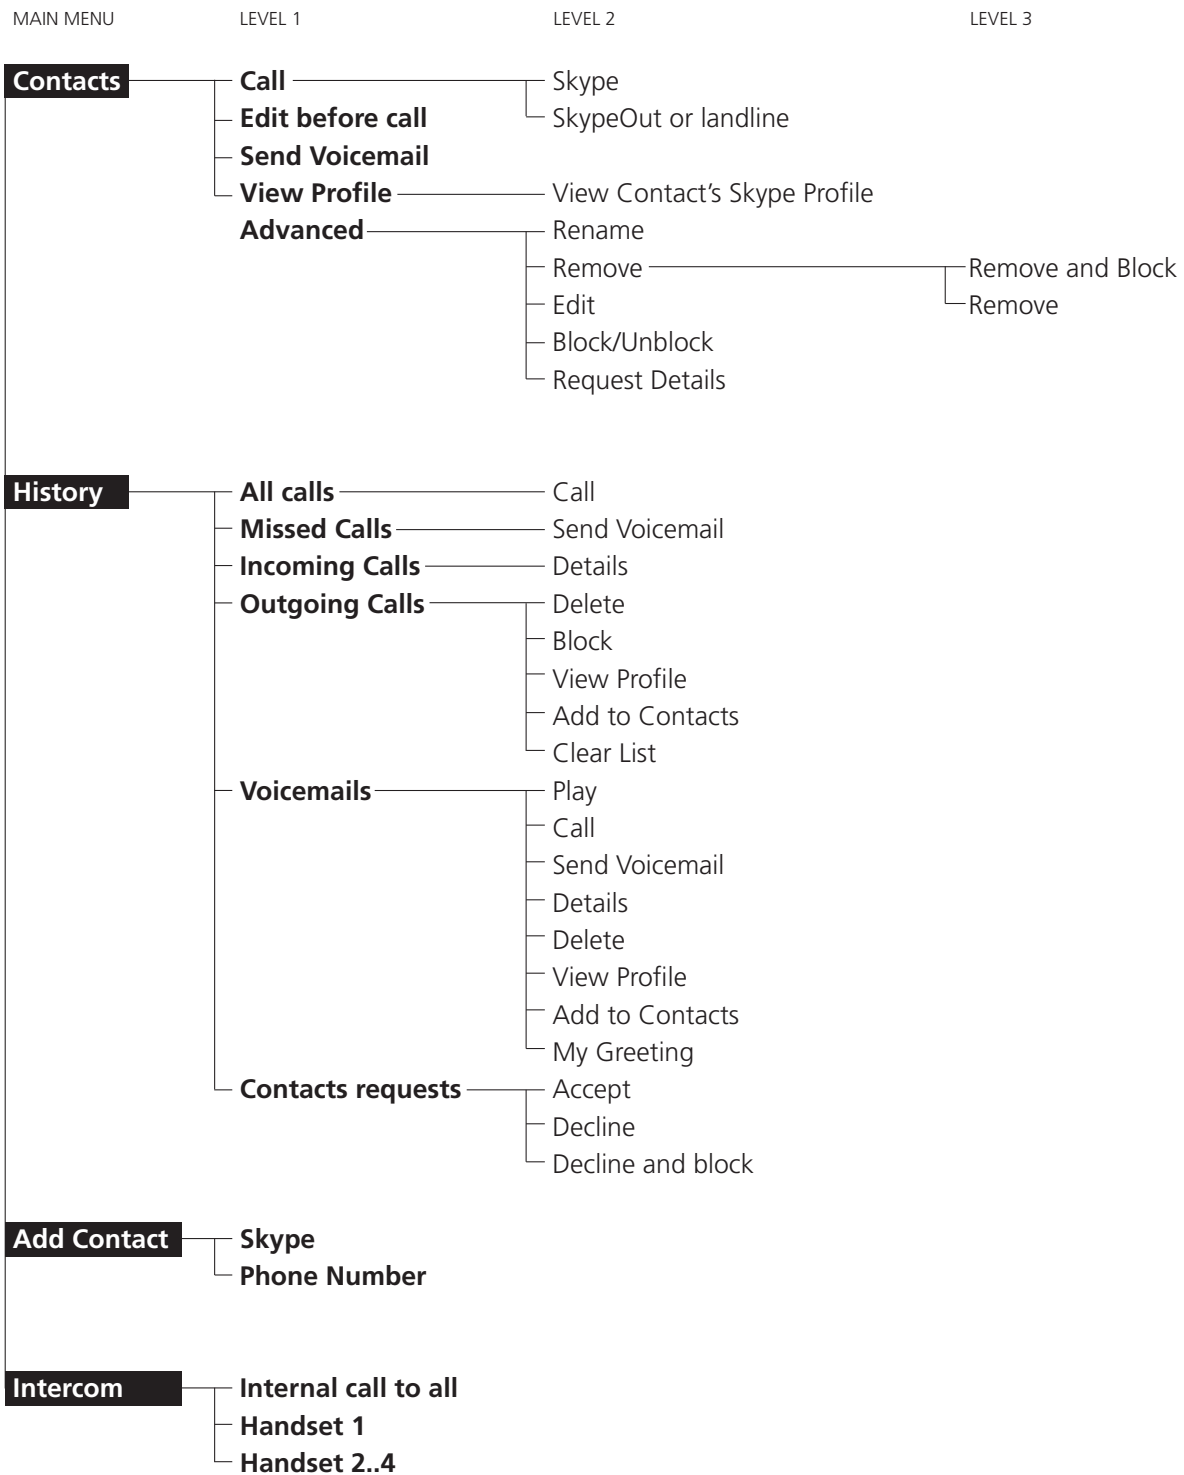 MAIN MENU LEVEL 1 LEVEL 2 LEVEL 3
Contacts Call Skype
Edit before call SkypeOut or landline
Send Voicemail
View Profile View Contact’s Skype Profile
Advanced Rename
Remove Remove and Block
Edit Remove
Block/Unblock
Request Details
History All calls Call
Missed Calls Send Voicemail
Incoming Calls Details
Outgoing Calls Delete
Block
View Profile
Add to Contacts
Clear List
Voicemails Play
Call
Send Voicemail
Details
Delete
View Profile
Add to Contacts
My Greeting
Contacts requests Accept
Decline
Decline and block
Add Contact Skype
Phone Number
Intercom Internal call to all
Handset 1
Handset 2..4